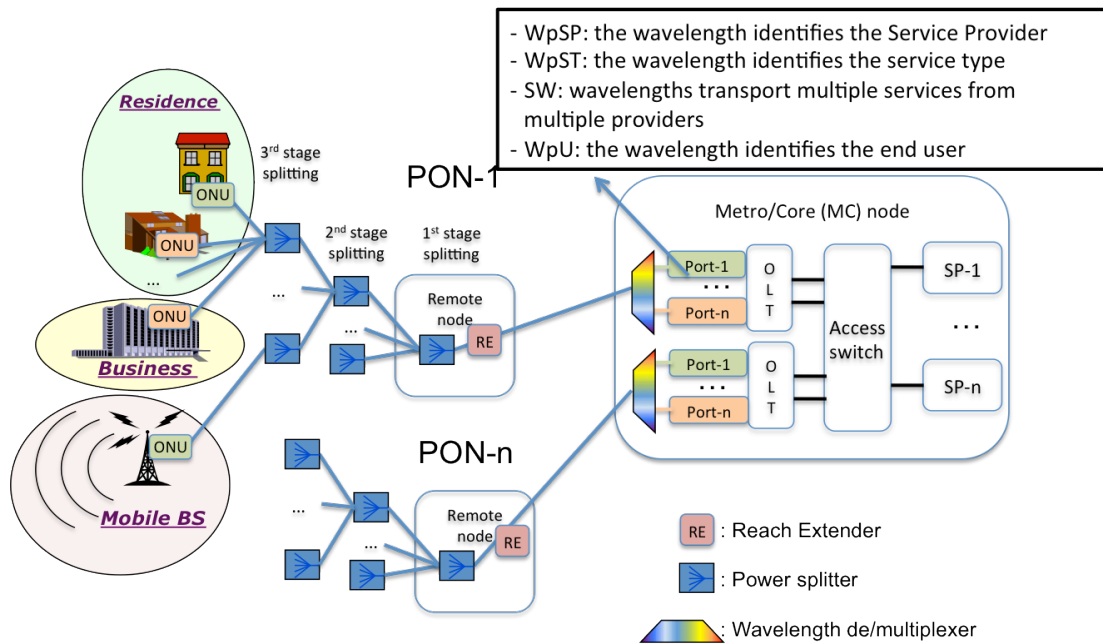 - WpSP: the wavelength identifies the Service Provider
- WpST: the wavelength identifies the service type
- SW: wavelengths transport multiple services from
multiple providers
- WpU: the wavelength identifies the end user
Residence
3rd stage
splitting
ONU
ONU
...
PON-1
2nd stage
splitting
1st stage
splitting
...
...
Remote
node
RE
ONU
Business
ONU
Mobile BS
Metro/Core (MC) node
Port-1
...
Port-n
O
L
T
Port-1
...
Port-n
O
L
T
Access
switch
SP-1
...
SP-n
PON-n
...
...
Remote
node
RE
RE : Reach Extender
: Power splitter
: Wavelength de/multiplexer